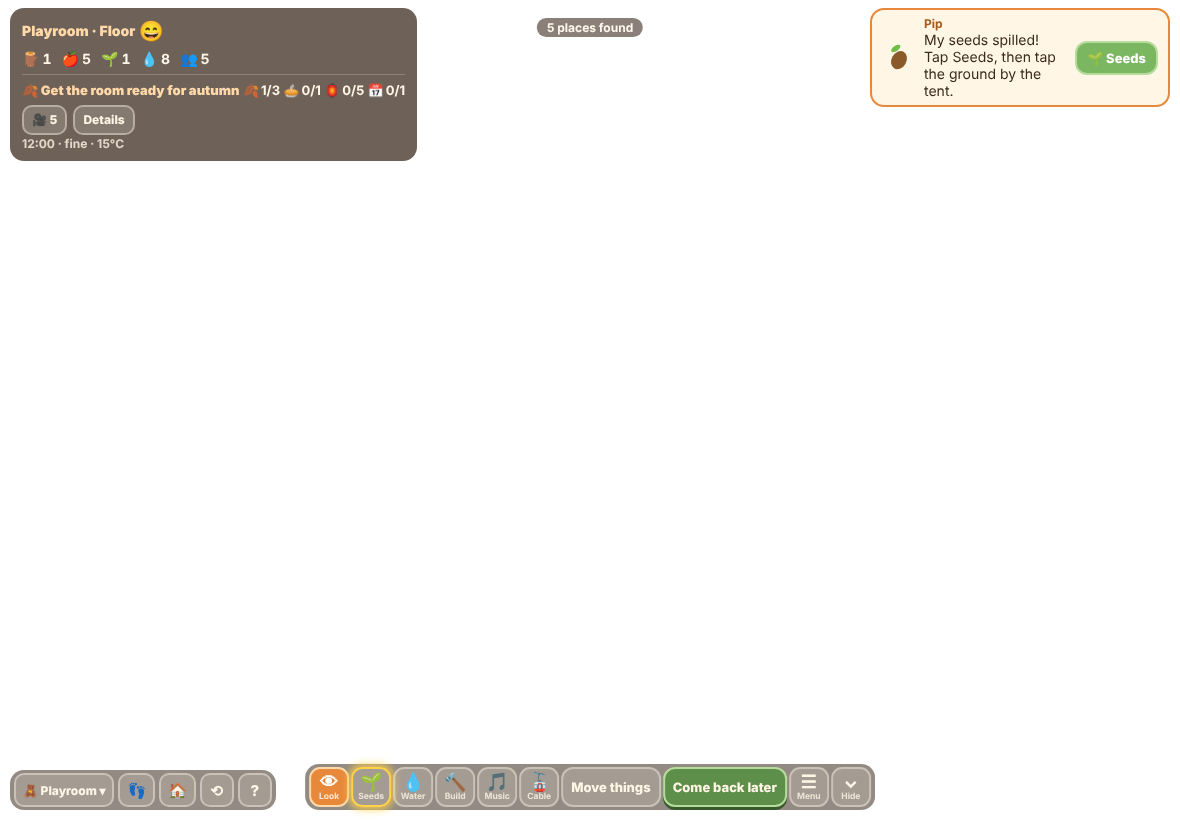 Playroom · Floor
1 5 1 8 5
Get the room ready for autumn 1/3 0/1 0/5 0/1
5 Details
12:00 · fine · 15°C
5 places found
Pip
My seeds spilled!
Tap Seeds, then tap
the ground by the
tent.
Seeds
Playroom ▾ ?
Look Seeds Water Build Music Cable Move things Come back later Menu Hide